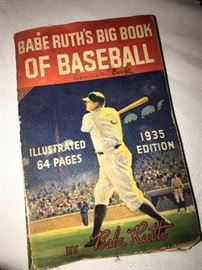 BABE RUTH'S BIG BOOK
OF BASEBALL
ILLUSTRATED
64 PAGES
1935
EDITION
BY Babe Ruth